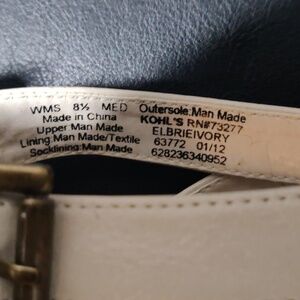 WMS 8½ MED Outersole:Man Made
Made in China KOHL'S RN#73277
Upper:Man Made ELBRIEIVORY
Lining:Man Made/Textile 63772 01/12
Socklining:Man Made 628236340952